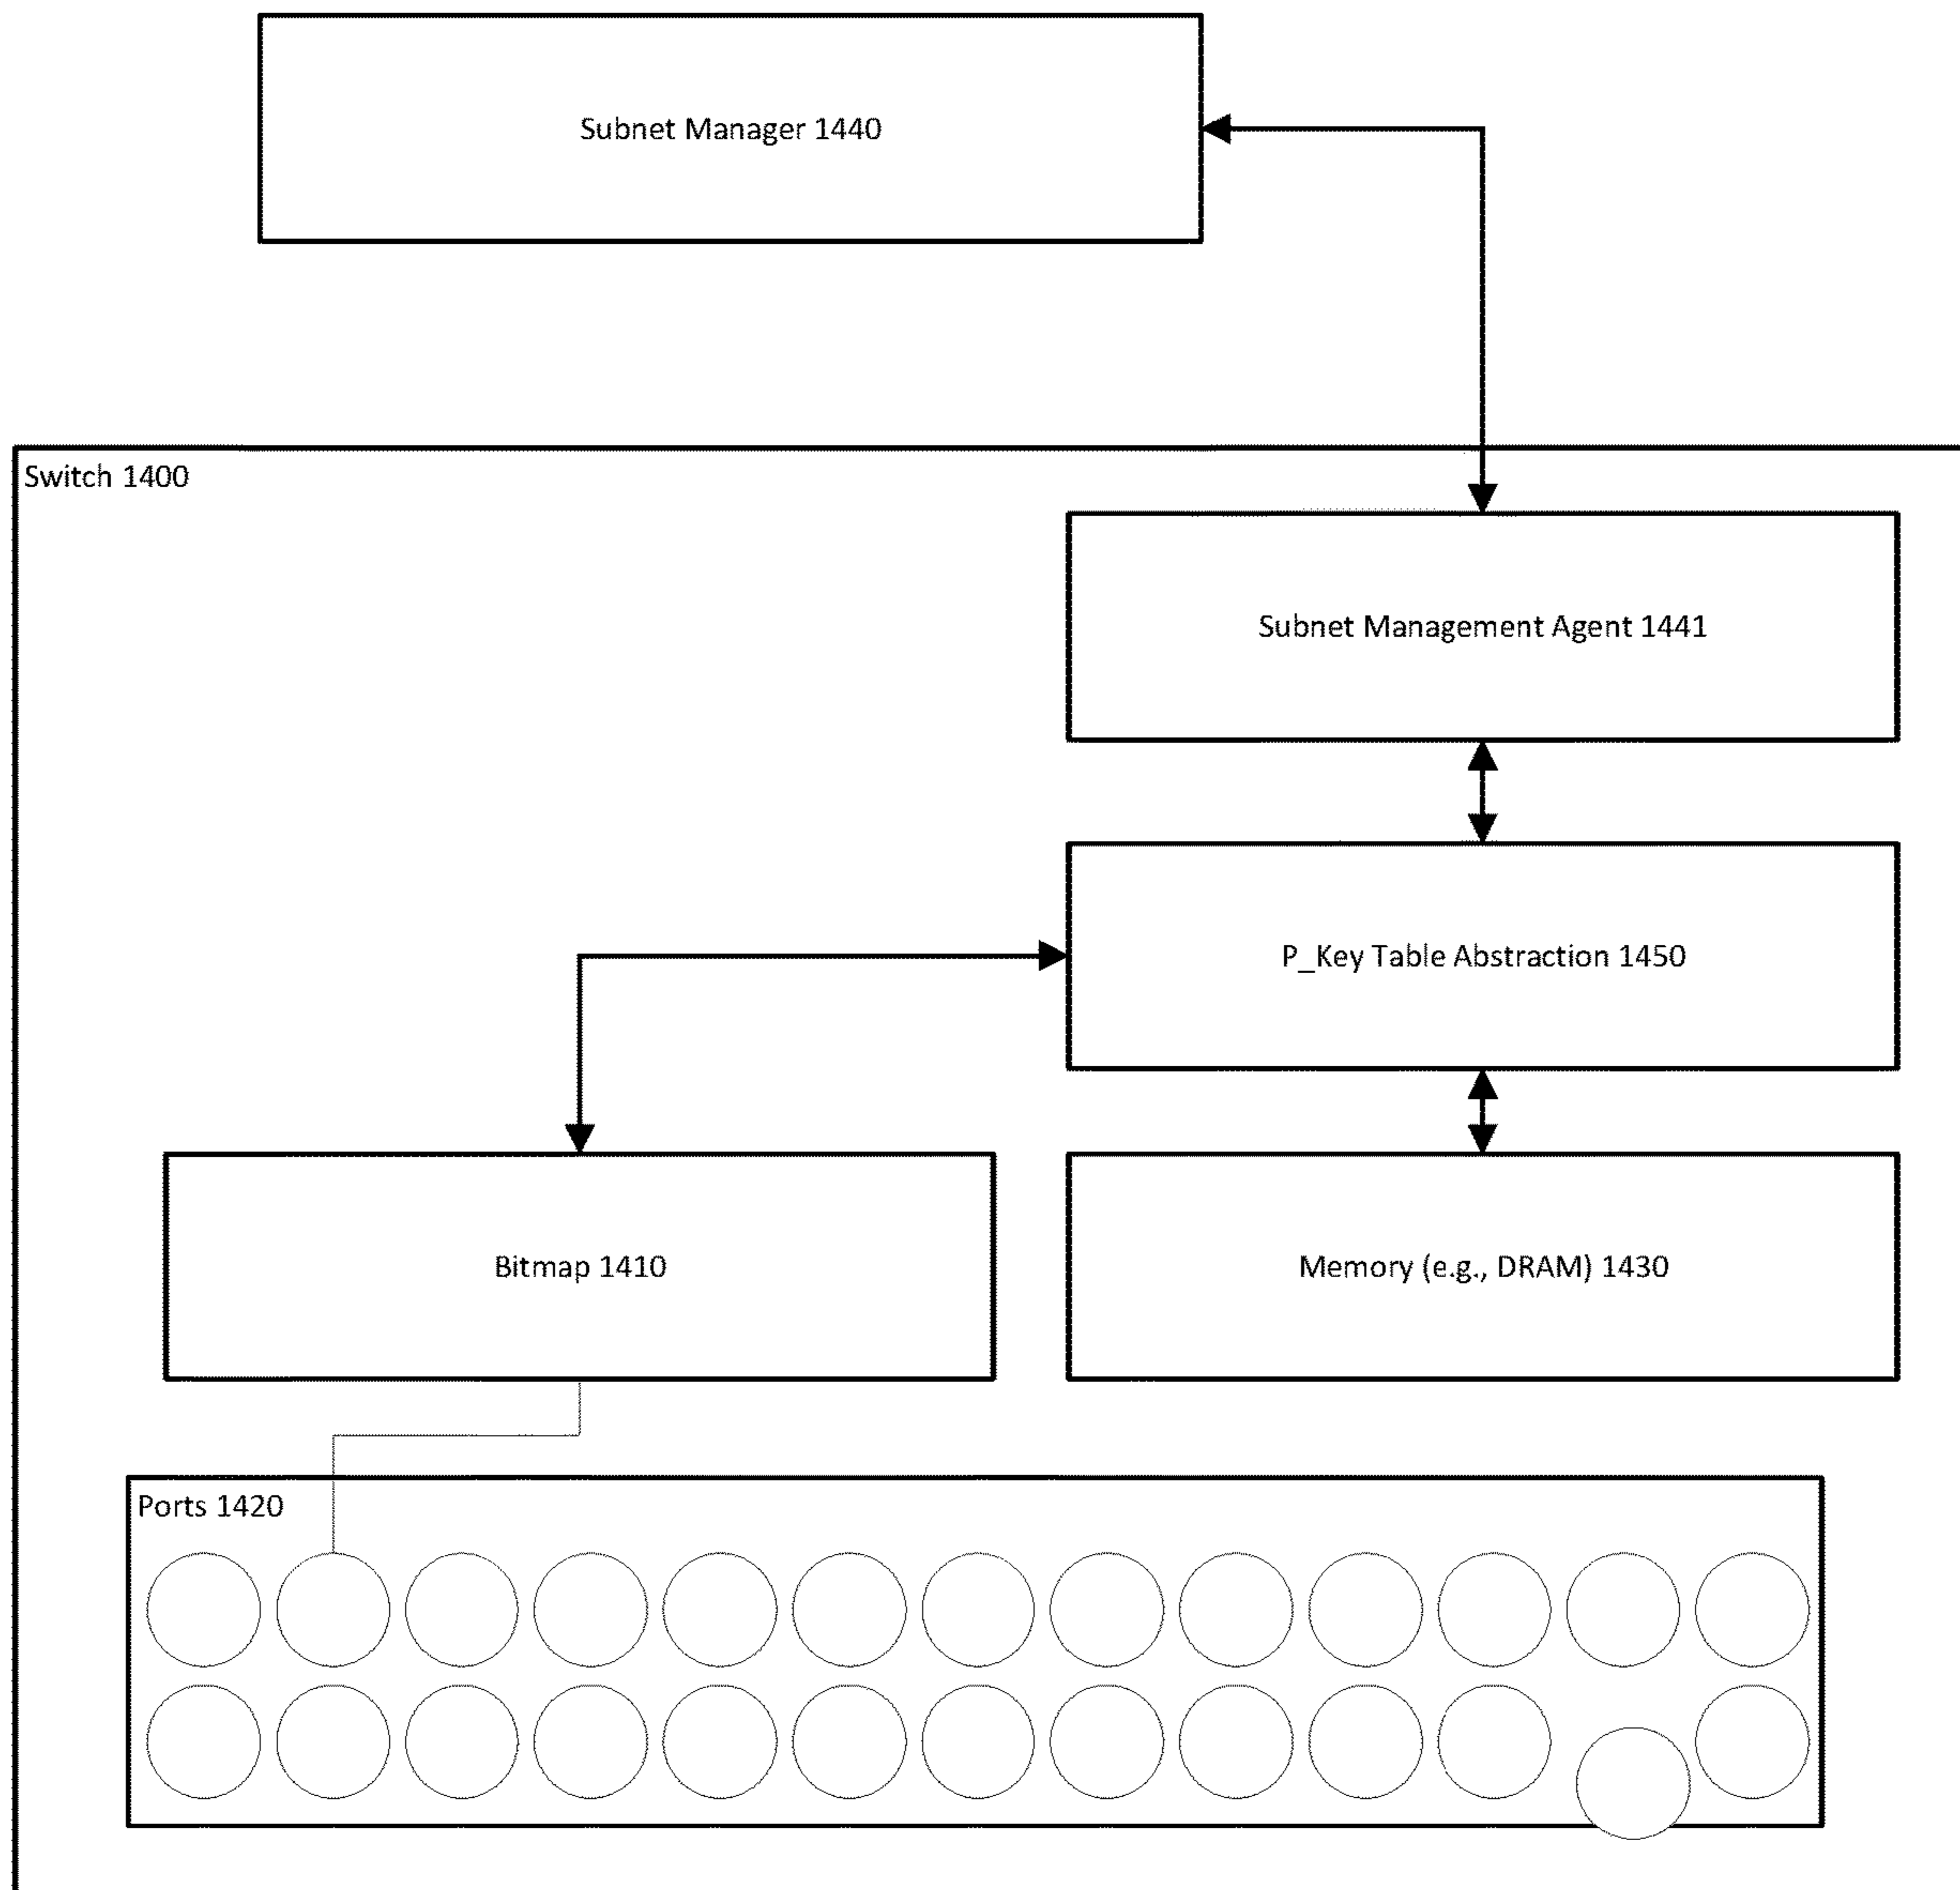 Subnet Manager 1440
Switch 1400
Subnet Management Agent 1441
P_Key Table Abstraction 1450
Bitmap 1410
Memory (e.g., DRAM) 1430
Ports 1420